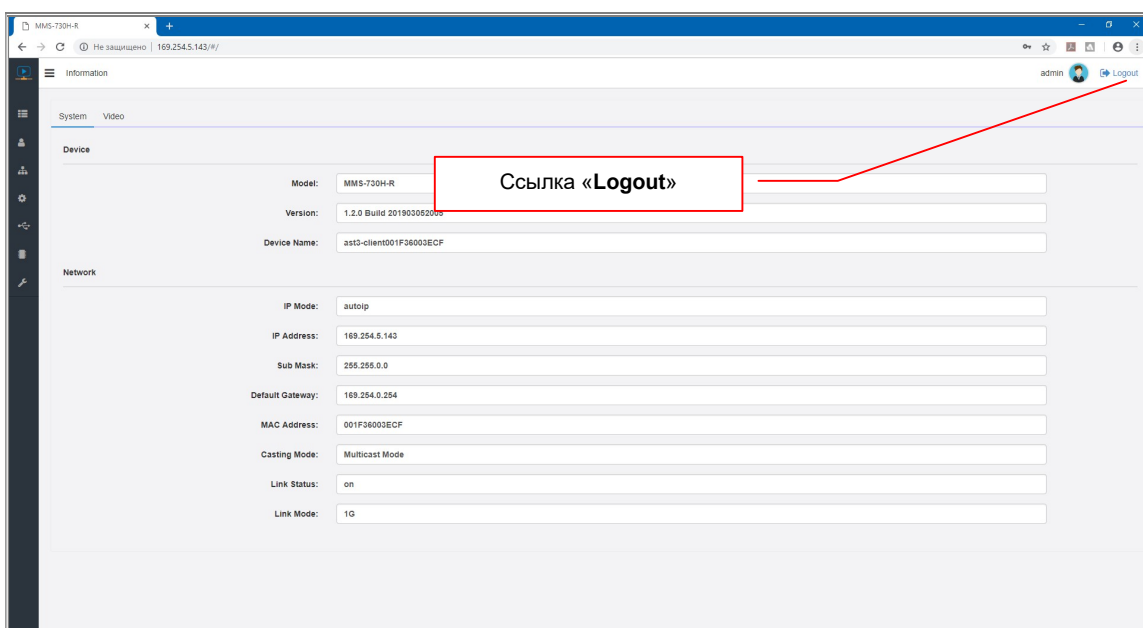 MMS-730H-R
Не защищено | 169.254.5.143/#/
Information
admin
Logout
System Video
Device
Ссылка «Logout»
Model: MMS-730H-R
Version: 1.2.0 Build 201903052008
Device Name: ast3-client001F36003ECF
Network
IP Mode: autoip
IP Address: 169.254.5.143
Sub Mask: 255.255.0.0
Default Gateway: 169.254.0.254
MAC Address: 001F36003ECF
Casting Mode: Multicast Mode
Link Status: on
Link Mode: 1G